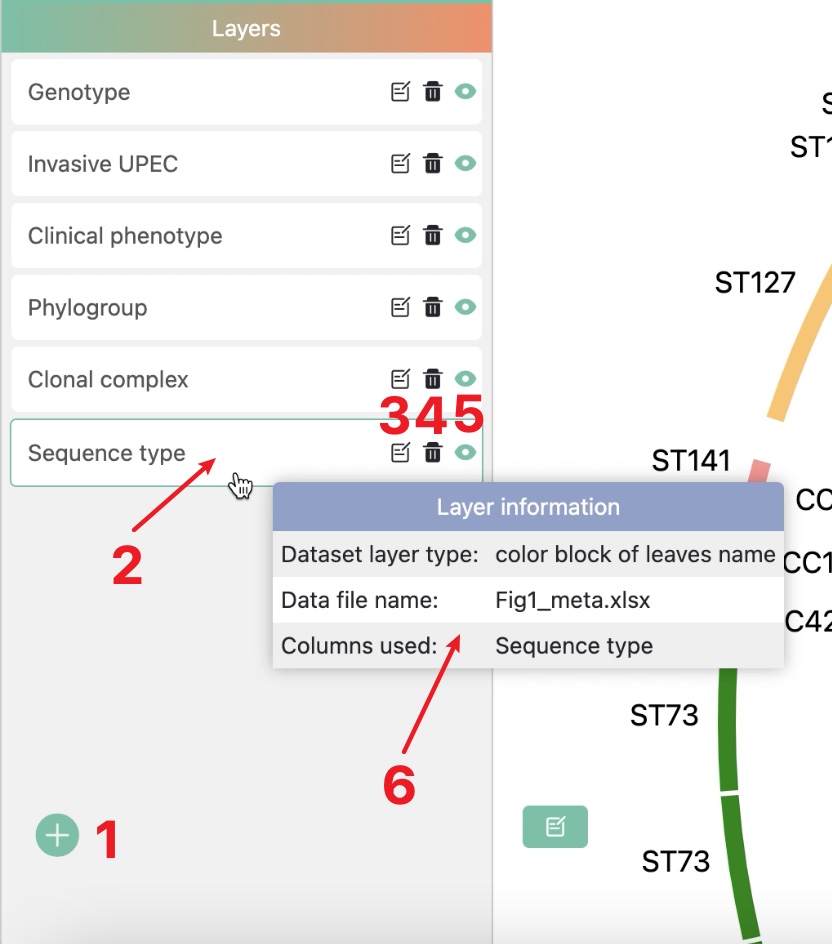 Layers
Genotype
Invasive UPEC
Clinical phenotype
Phylogroup
Clonal complex
345
Sequence type
2
Layer information
Dataset layer type: color block of leaves name
Data file name: Fig1_meta.xlsx
Columns used: Sequence type
6
1
ST127
ST141
CC1
C42
ST73
ST73